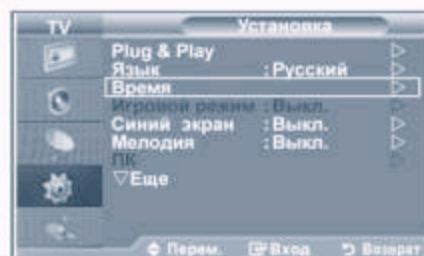 TV Установка
Plug & Play
Язык : Русский
Время
Игровой режим : Выкл.
Синий экран : Выкл.
Мелодия : Выкл.
ПК
▽Еще
Перем. Вход Возврат